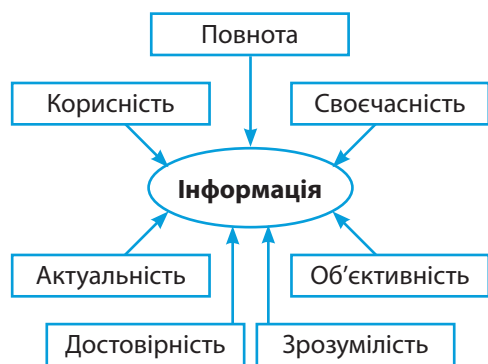 Повнота
Корисність
Своєчасність
Інформація
Актуальність
Об’єктивність
Достовірність
Зрозумілість